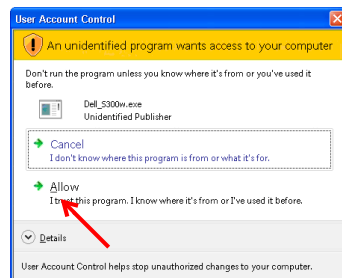 User Account Control
An unidentified program wants access to your computer
Don't run the program unless you know where it's from or you've used it
before.
Dell_S300w.exe
Unidentified Publisher
Cancel
I don't know where this program is from or what it's for.
Allow
I trust this program. I know where it's from or I've used it before.
Details
User Account Control helps stop unauthorized changes to your computer.